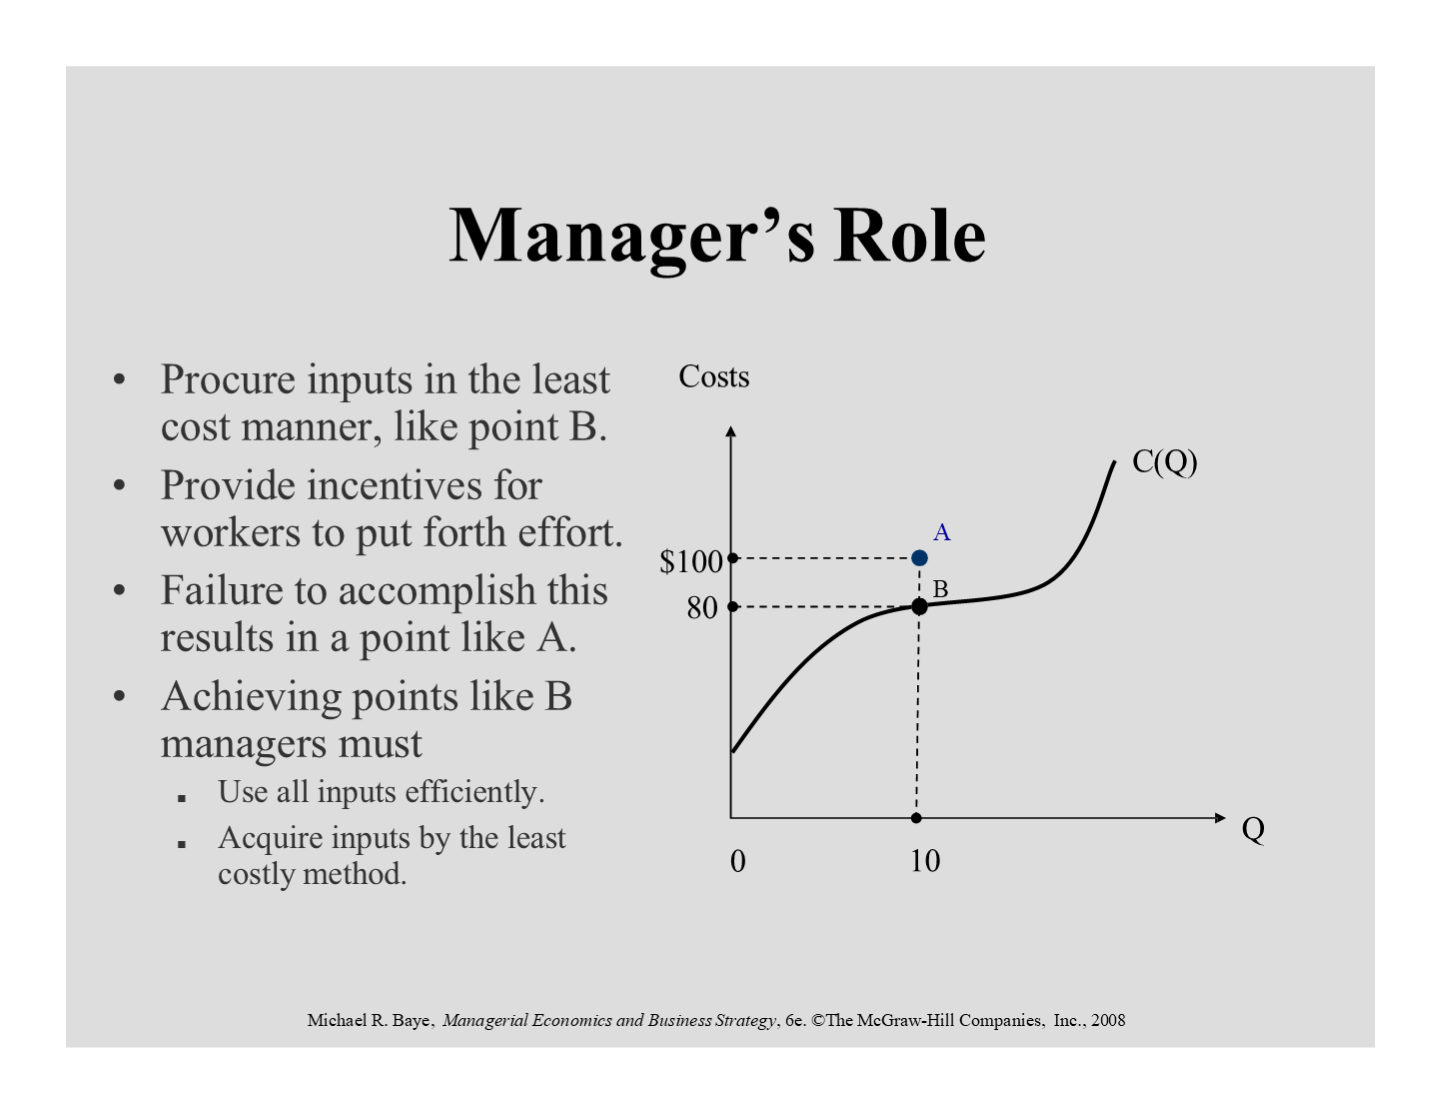 Manager’s Role
• Procure inputs in the least
cost manner, like point B.
• Provide incentives for
workers to put forth effort.
• Failure to accomplish this
results in a point like A.
• Achieving points like B
managers must
■ Use all inputs efficiently.
■ Acquire inputs by the least
costly method.
Costs
C(Q)
A
$100
B
80
Q
0
10
Michael R. Baye, Managerial Economics and Business Strategy, 6e. ©The McGraw-Hill Companies, Inc., 2008